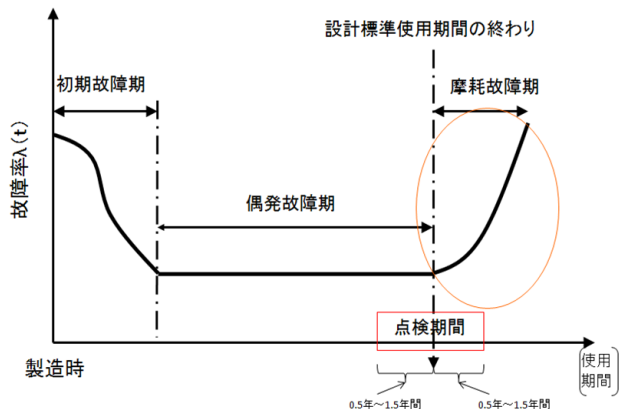 設計標準使用期間の終わり
初期故障期
摩耗故障期
故障率λ(t)
偶発故障期
点検期間
製造時
使用
期間
0.5年～1.5年間
0.5年～1.5年間